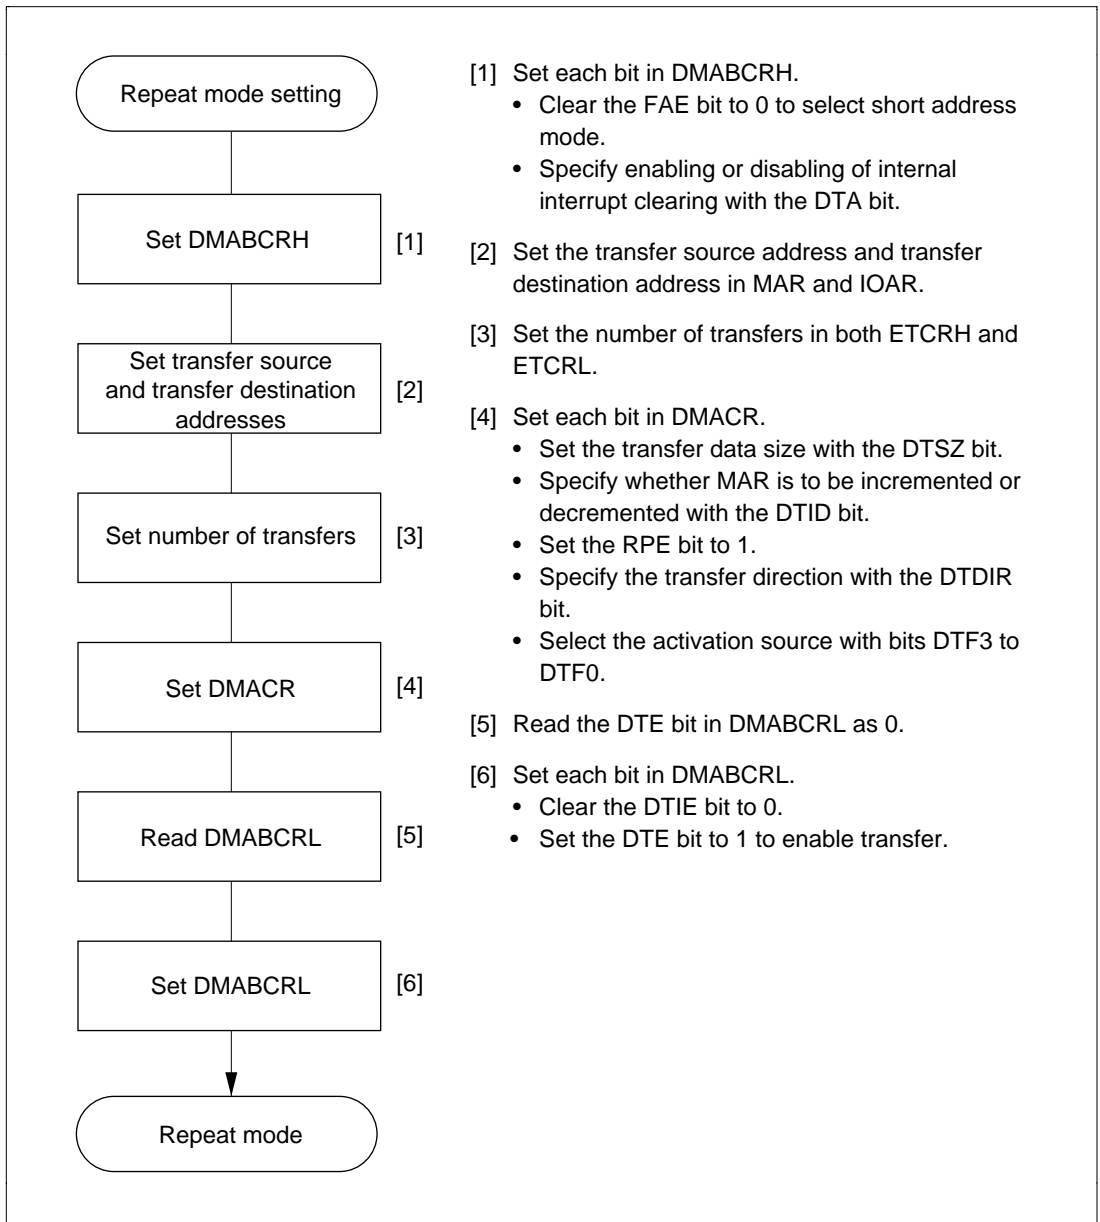 Repeat mode setting
Set DMABCRH
[1]
Set transfer source
and transfer destination
addresses
[2]
Set number of transfers
[3]
Set DMACR
[4]
Read DMABCRL
[5]
Set DMABCRL
[6]
Repeat mode
[1] Set each bit in DMABCRH.
• Clear the FAE bit to 0 to select short address
mode.
• Specify enabling or disabling of internal
interrupt clearing with the DTA bit.
[2] Set the transfer source address and transfer
destination address in MAR and IOAR.
[3] Set the number of transfers in both ETCRH and
ETCRL.
[4] Set each bit in DMACR.
• Set the transfer data size with the DTSZ bit.
• Specify whether MAR is to be incremented or
decremented with the DTID bit.
• Set the RPE bit to 1.
• Specify the transfer direction with the DTDIR
bit.
• Select the activation source with bits DTF3 to
DTF0.
[5] Read the DTE bit in DMABCRL as 0.
[6] Set each bit in DMABCRL.
• Clear the DTIE bit to 0.
• Set the DTE bit to 1 to enable transfer.